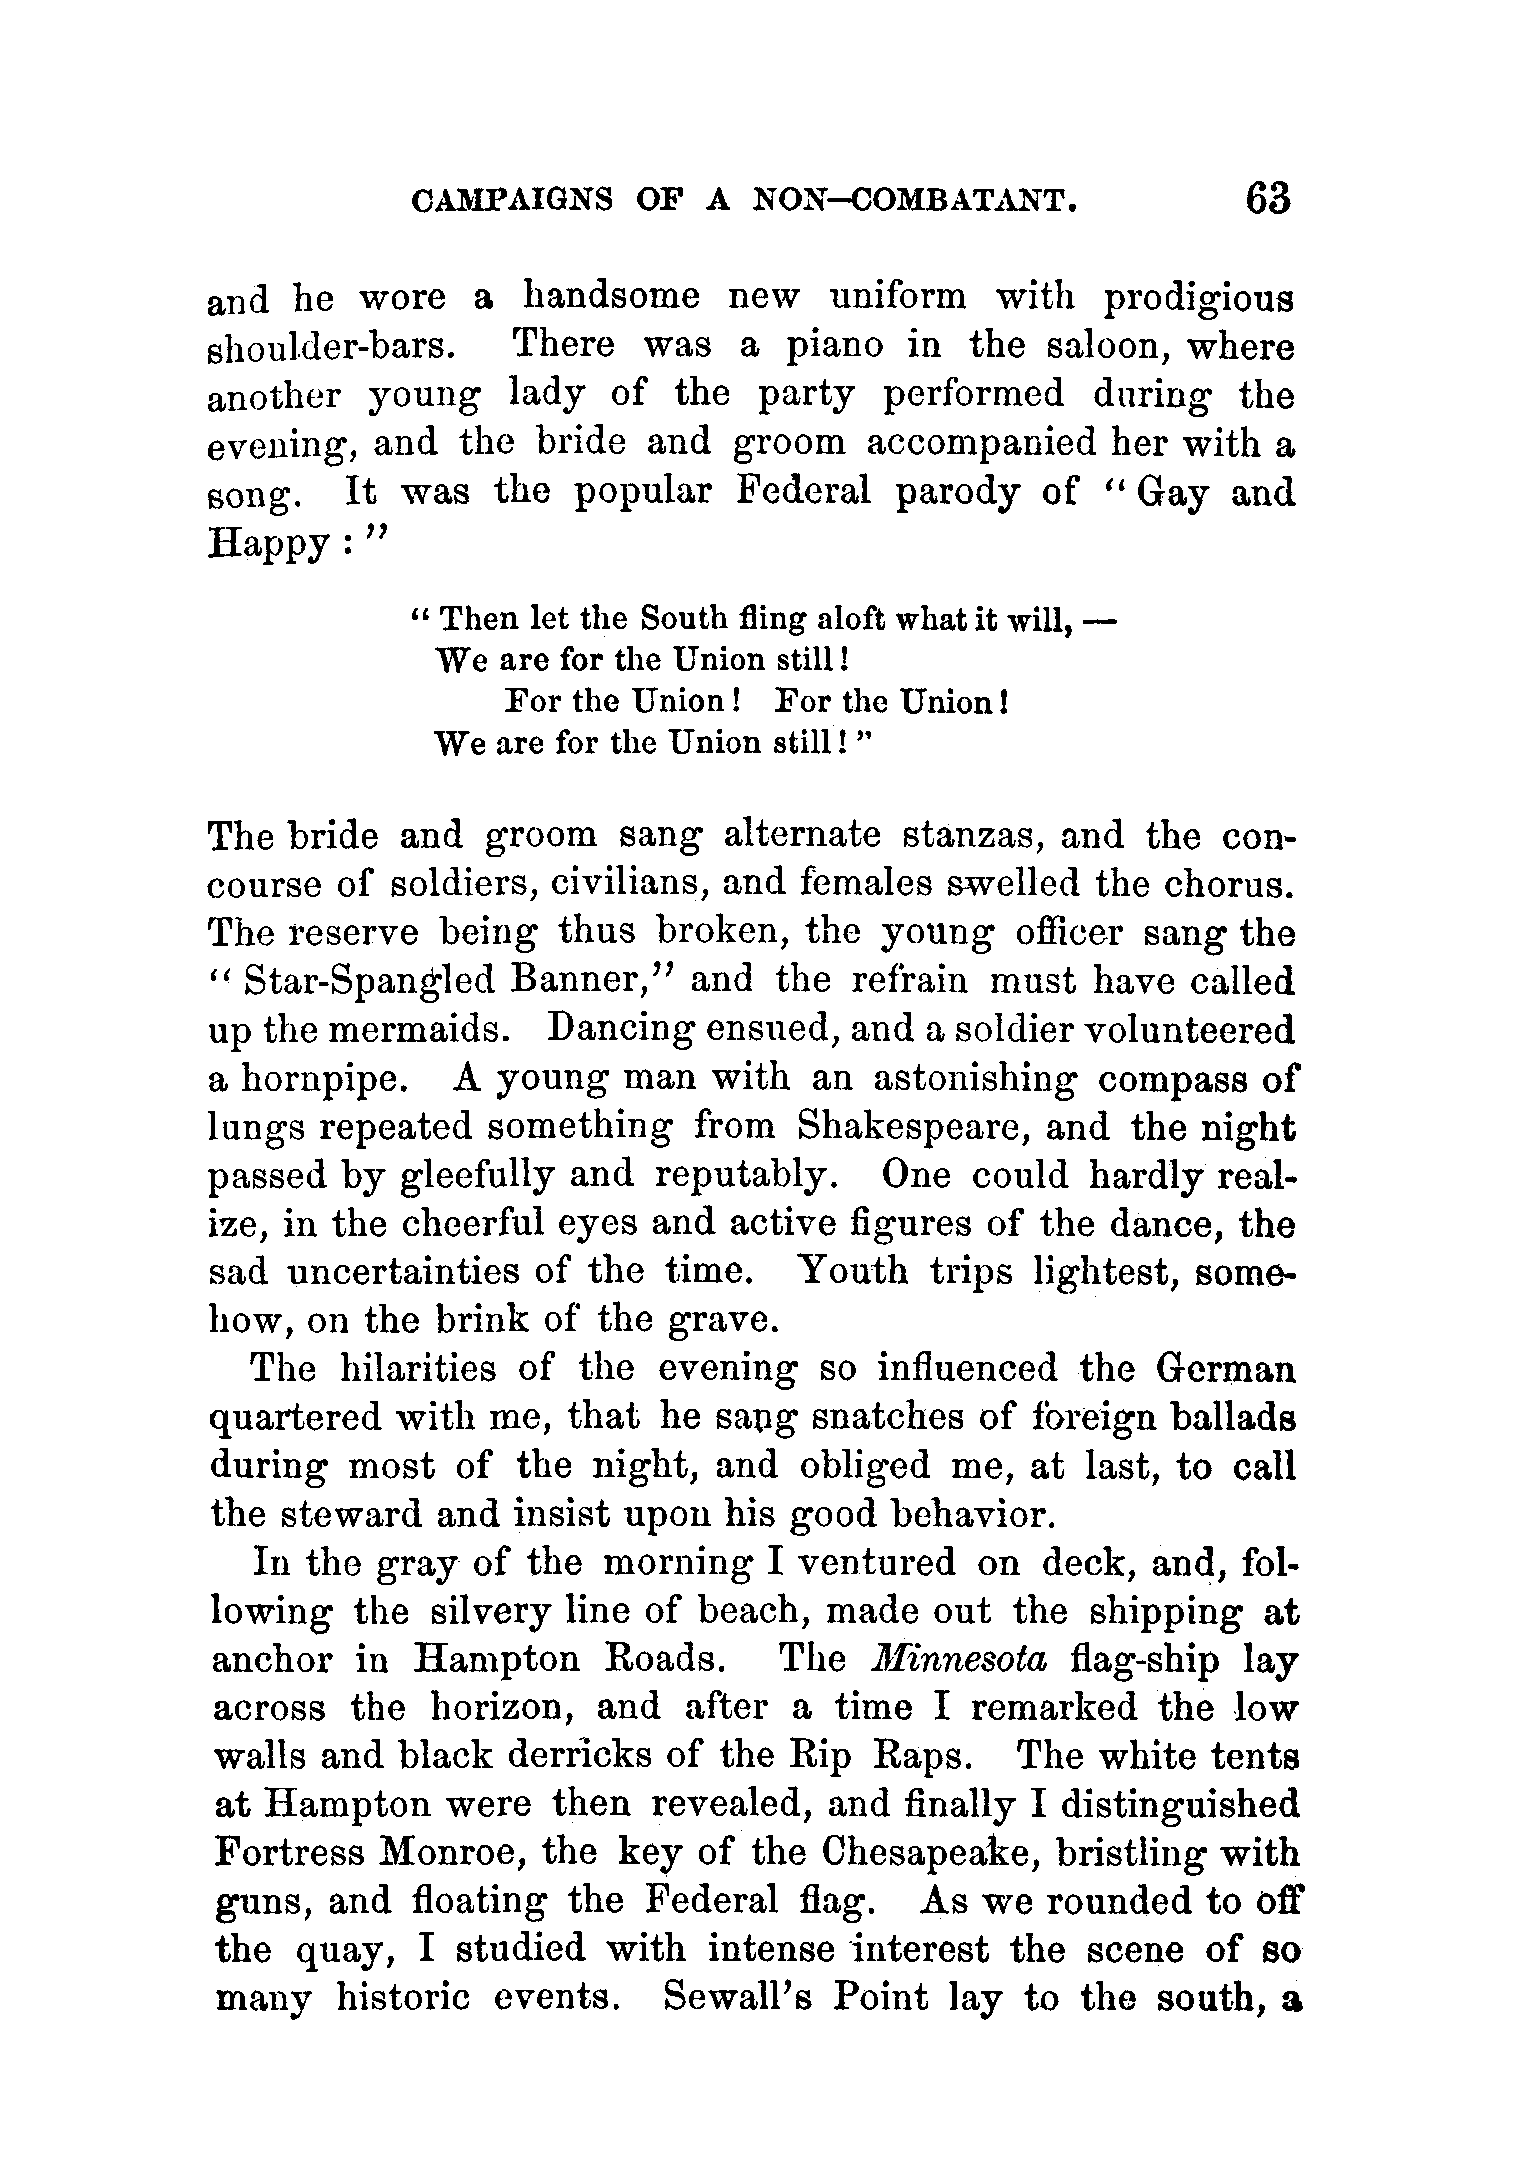 CAMPAIGNS OF A NON-COMBATANT. 63
and he wore a handsome new uniform with prodigious
shoulder-bars. There was a piano in the saloon, where
another young lady of the party performed during the
evening, and the bride and groom accompanied her with a
song. It was the popular Federal parody of “Gay and
Happy:”
“Then let the South fling aloft what it will,—
We are for the Union still!
For the Union! For the Union!
We are for the Union still!”
The bride and groom sang alternate stanzas, and the con-
course of soldiers, civilians, and females swelled the chorus.
The reserve being thus broken, the young officer sang the
“Star-Spangled Banner,” and the refrain must have called
up the mermaids. Dancing ensued, and a soldier volunteered
a hornpipe. A young man with an astonishing compass of
lungs repeated something from Shakespeare, and the night
passed by gleefully and reputably. One could hardly real-
ize, in the cheerful eyes and active figures of the dance, the
sad uncertainties of the time. Youth trips lightest, some-
how, on the brink of the grave.
The hilarities of the evening so influenced the German
quartered with me, that he sang snatches of foreign ballads
during most of the night, and obliged me, at last, to call
the steward and insist upon his good behavior.
In the gray of the morning I ventured on deck, and, fol-
lowing the silvery line of beach, made out the shipping at
anchor in Hampton Roads. The Minnesota flag-ship lay
across the horizon, and after a time I remarked the low
walls and black derricks of the Rip Raps. The white tents
at Hampton were then revealed, and finally I distinguished
Fortress Monroe, the key of the Chesapeake, bristling with
guns, and floating the Federal flag. As we rounded to off
the quay, I studied with intense interest the scene of so
many historic events. Sewall’s Point lay to the south, a